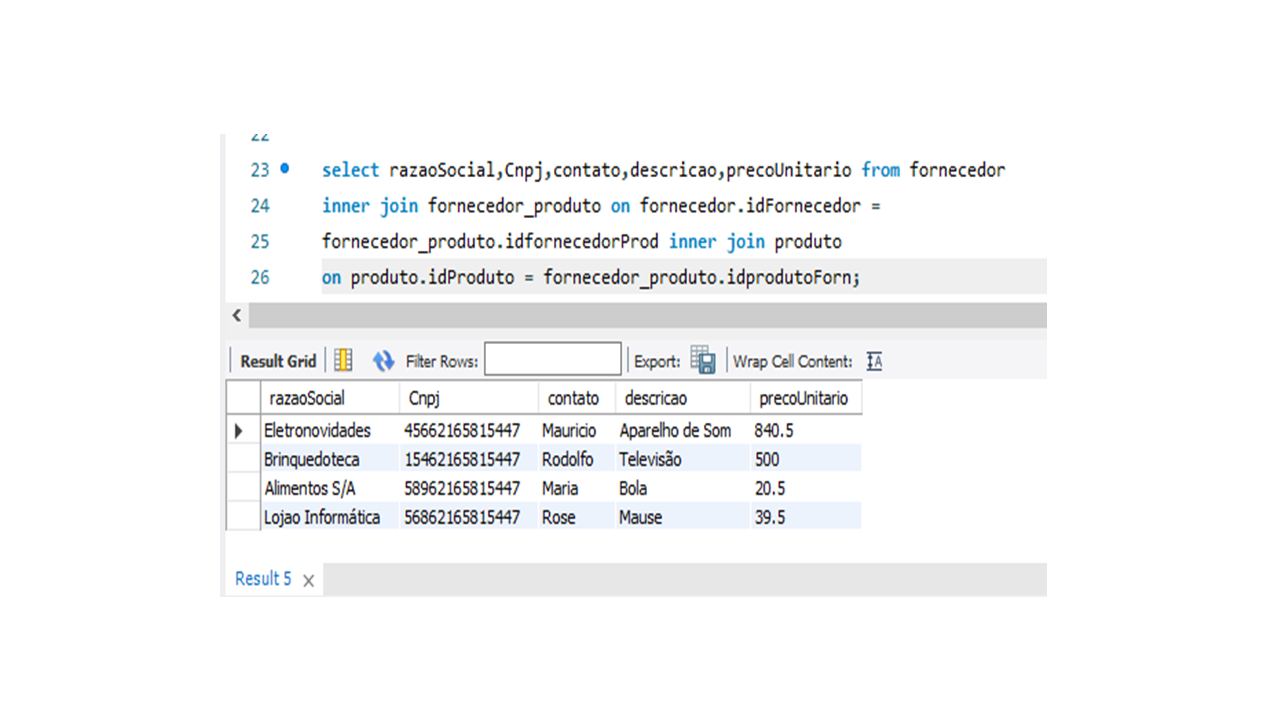 22
23 select razaoSocial,Cnpj,contato,descricao,precoUnitario from fornecedor
24 inner join fornecedor_produto on fornecedor.idFornecedor =
25 fornecedor_produto.idfornecedorProd inner join produto
26 on produto.idProduto = fornecedor_produto.idprodutoForn;
Result Grid Filter Rows: Export: Wrap Cell Content: IA
razaoSocial Cnpj contato descricao precoUnitario
Eletronovidades 45662165815447 Mauricio Aparelho de Som 840.5
Brinquedoteca 15462165815447 Rodolfo Televisão 500
Alimentos S/A 58962165815447 Maria Bola 20.5
Lojao Informática 56862165815447 Rose Mause 39.5
Result 5 x